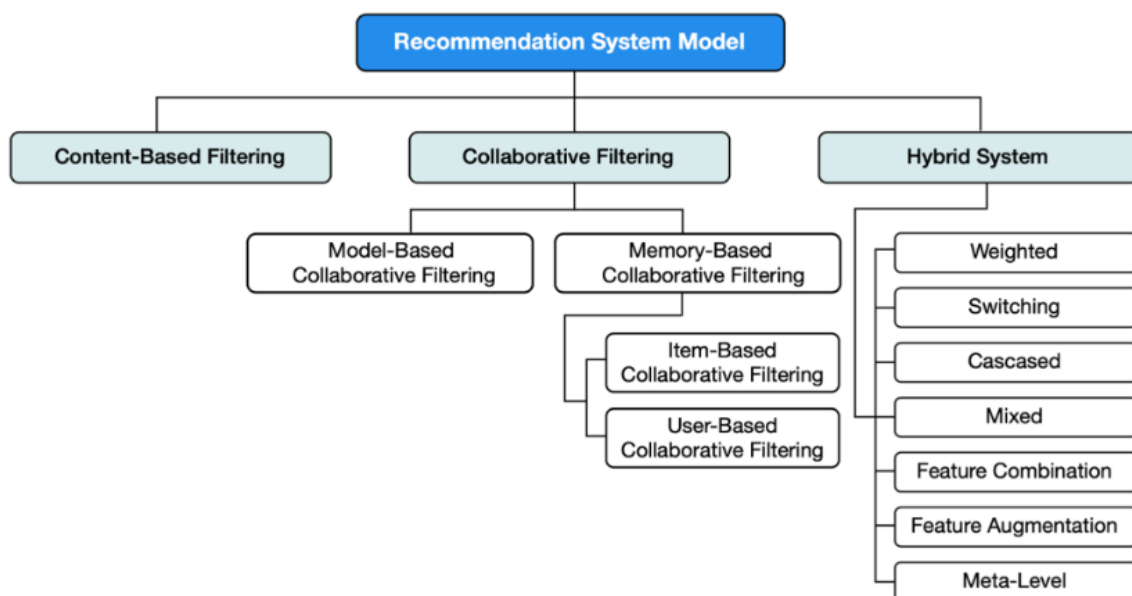 Recommendation System Model
Content-Based Filtering
Collaborative Filtering
Hybrid System
Model-Based
Collaborative Filtering
Memory-Based
Collaborative Filtering
Item-Based
Collaborative Filtering
User-Based
Collaborative Filtering
Weighted
Switching
Cascased
Mixed
Feature Combination
Feature Augmentation
Meta-Level